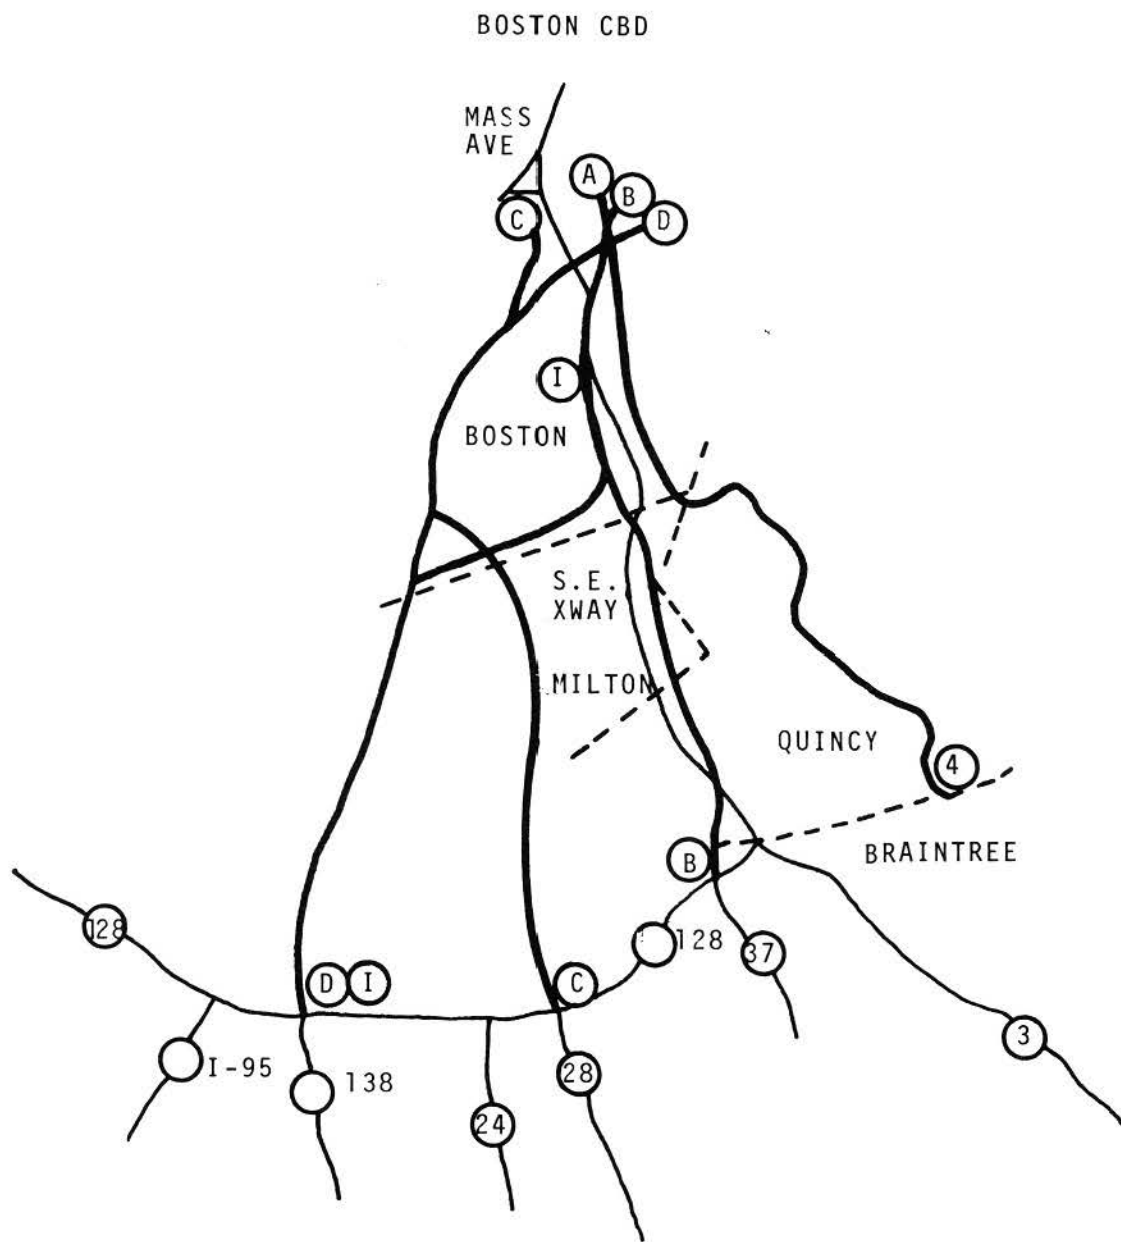 BOSTON CBD
MASS
AVE
A
B
C
D
I
BOSTON
S.E.
XWAY
MILTON
QUINCY
4
B
BRAINTREE
128
128
37
D
I
C
3
I-95
138
28
24